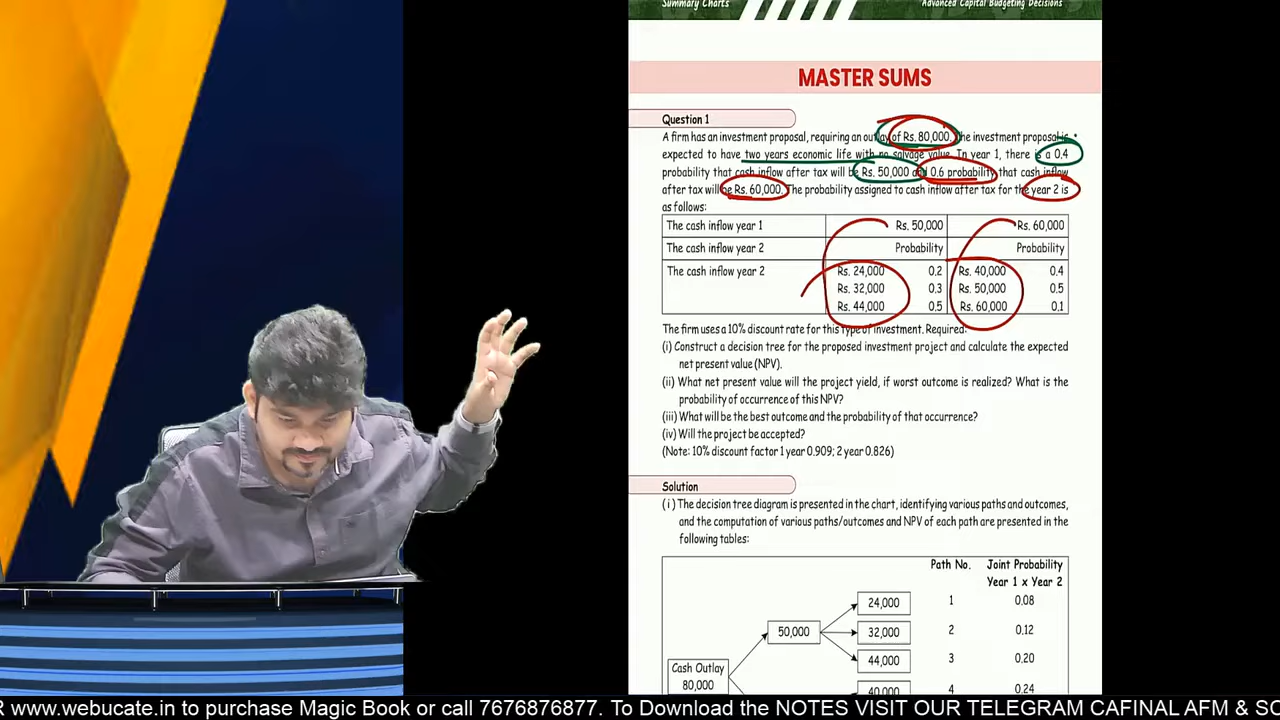 Summary Charts
Advanced Capital Budgeting Decisions
MASTER SUMS
Question 1
A firm has an investment proposal, requiring an outlay of Rs. 80,000. The investment proposal is
expected to have two years economic life with no salvage value. In year 1, there is a 0.4
probability that cash inflow after tax will be Rs. 50,000 and 0.6 probability that cash inflow
after tax will be Rs. 60,000. The probability assigned to cash inflow after tax for the year 2 is
as follows:
The cash inflow year 1 Rs. 50,000 Rs. 60,000
The cash inflow year 2 Probability Probability
The cash inflow year 2 Rs. 24,000 0.2 Rs. 40,000 0.4
Rs. 32,000 0.3 Rs. 50,000 0.5
Rs. 44,000 0.5 Rs. 60,000 0.1
The firm uses a 10% discount rate for this type of investment. Required:
(i) Construct a decision tree for the proposed investment project and calculate the expected
net present value (NPV).
(ii) What net present value will the project yield, if worst outcome is realized? What is the
probability of occurrence of this NPV?
(iii) What will be the best outcome and the probability of that occurrence?
(iv) Will the project be accepted?
(Note: 10% discount factor 1 year 0.909; 2 year 0.826)
Solution
(i) The decision tree diagram is presented in the chart, identifying various paths and outcomes,
and the computation of various paths/outcomes and NPV of each path are presented in the
following tables:
Path No. Joint Probability
Year 1 x Year 2
24,000 1 0.08
50,000 32,000 2 0.12
44,000 3 0.20
Cash Outlay
80,000
40,000 4 0.24
R www.webucate.in to purchase Magic Book or call 7676876877. To Download the NOTES VISIT OUR TELEGRAM CAFINAL AFM & SC